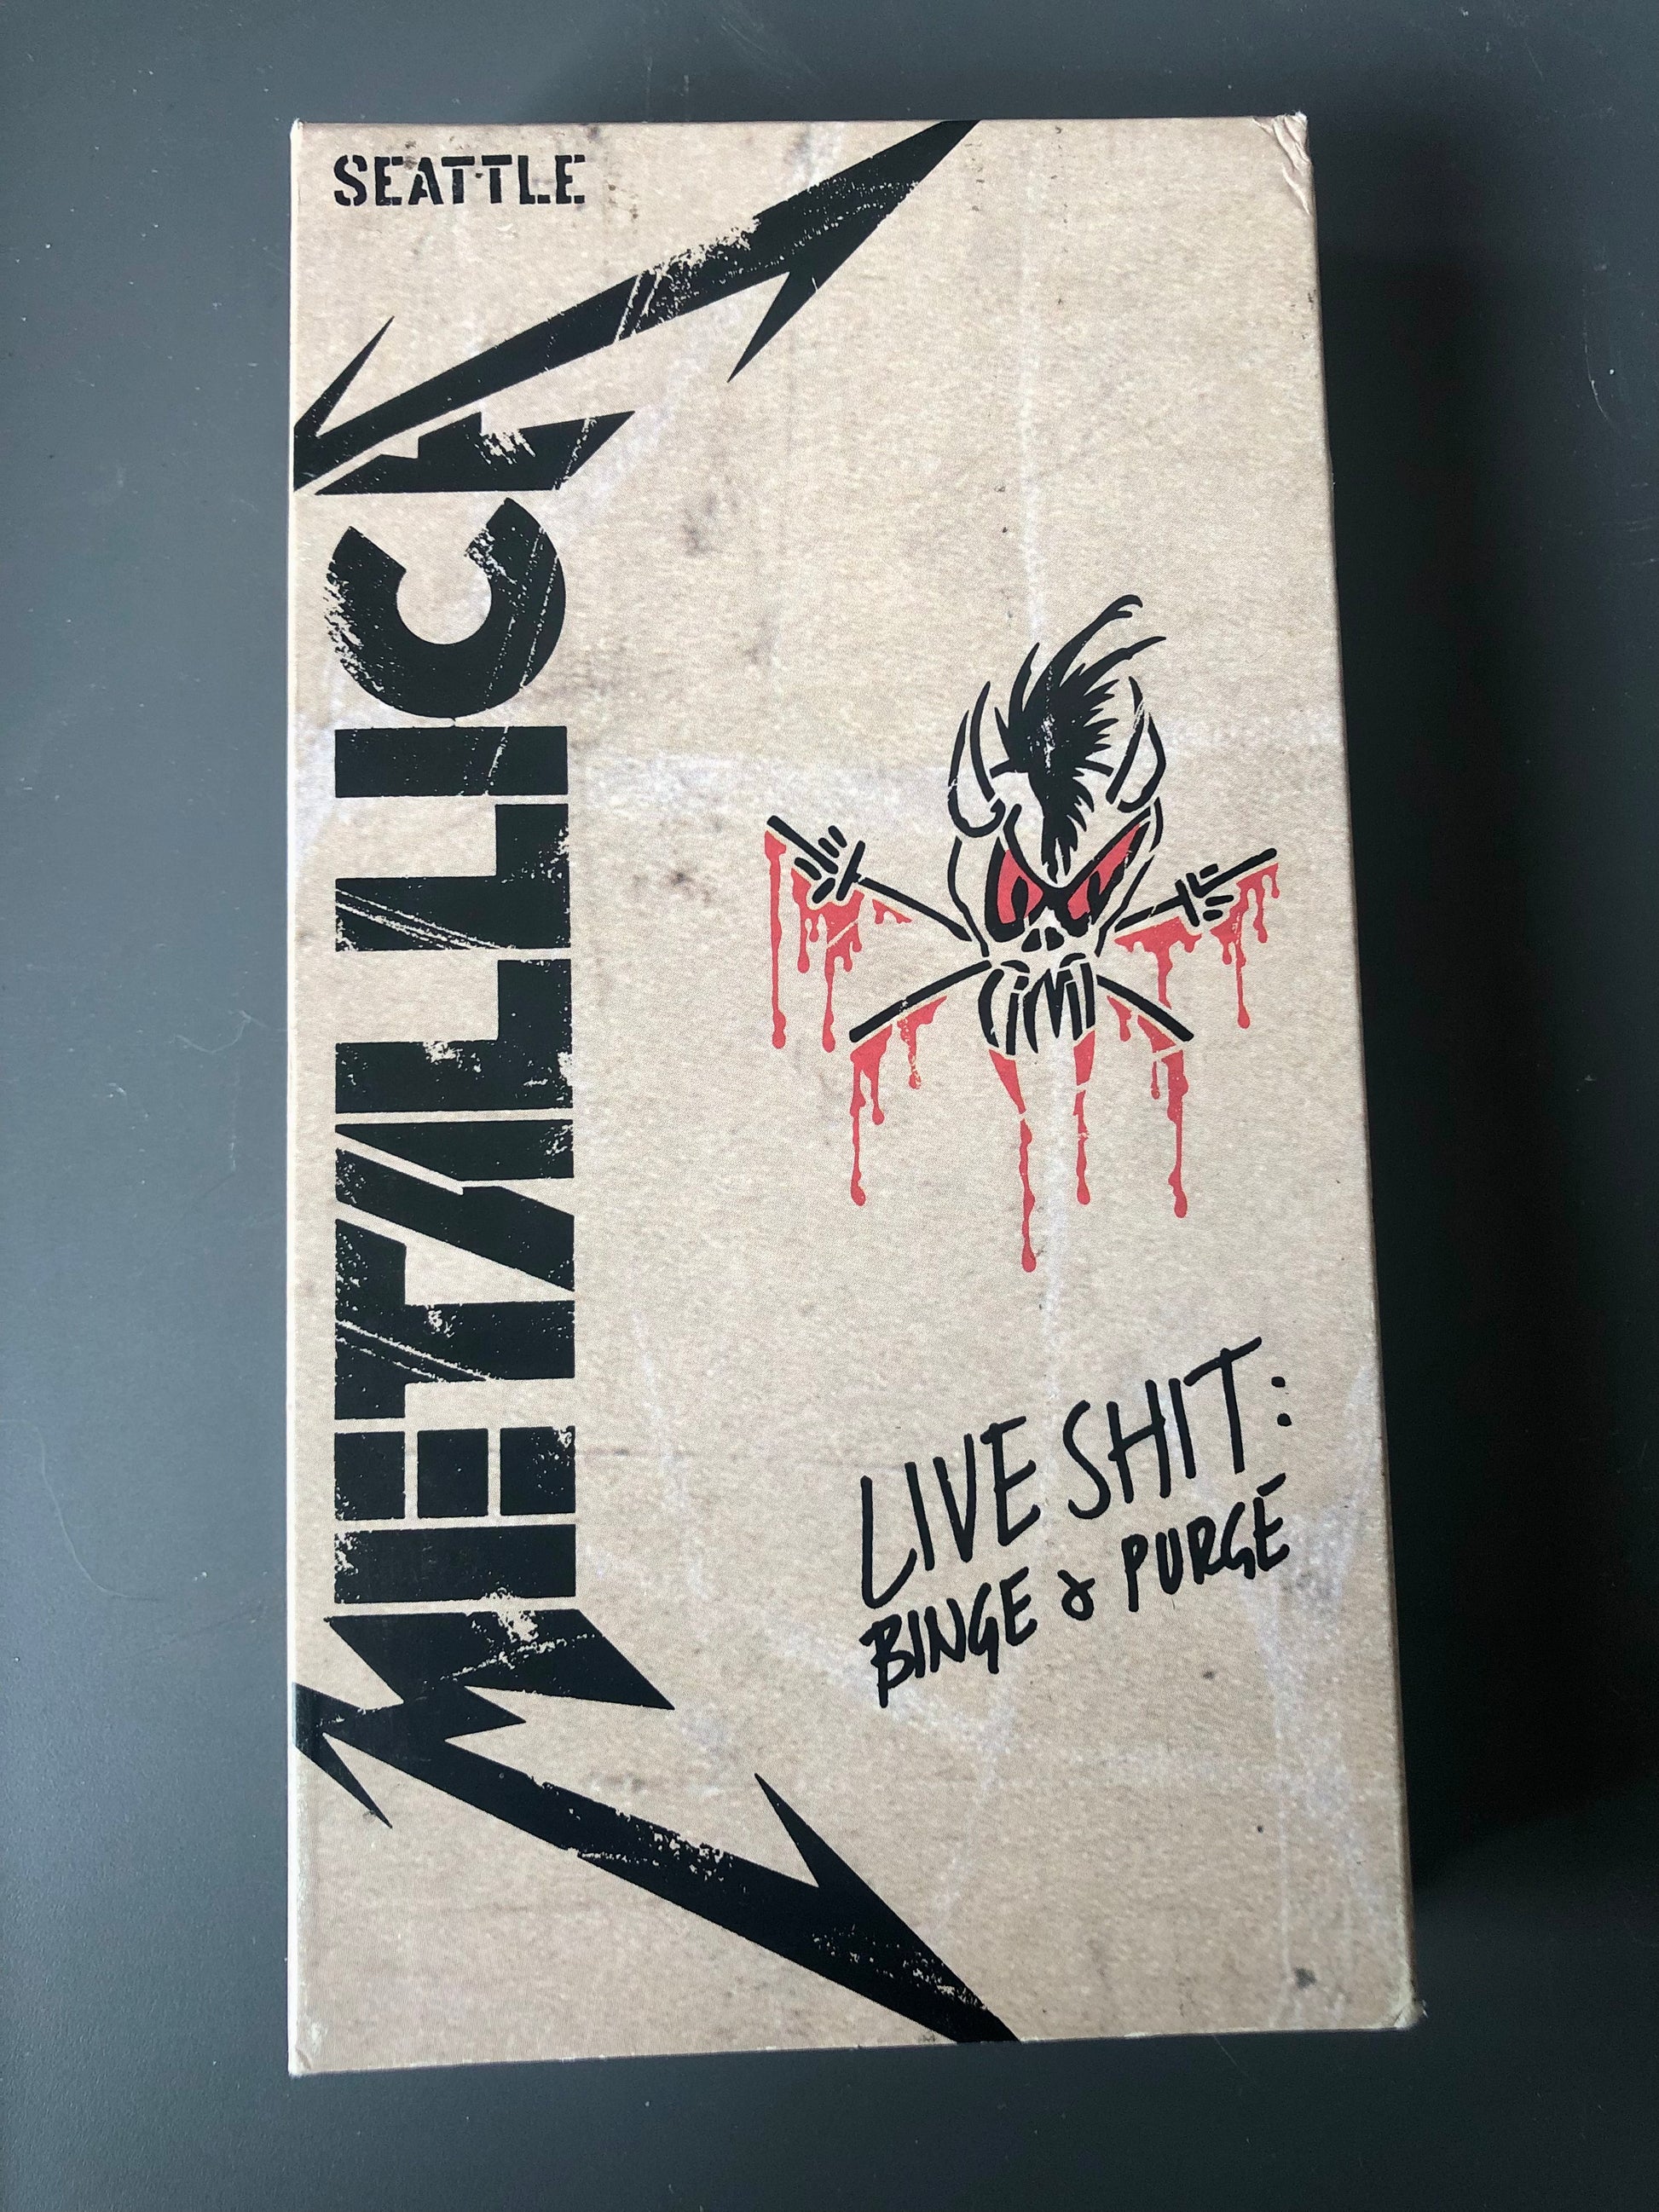 SEATTLE
METALLICA
LIVE SHIT:
BINGE & PURGE